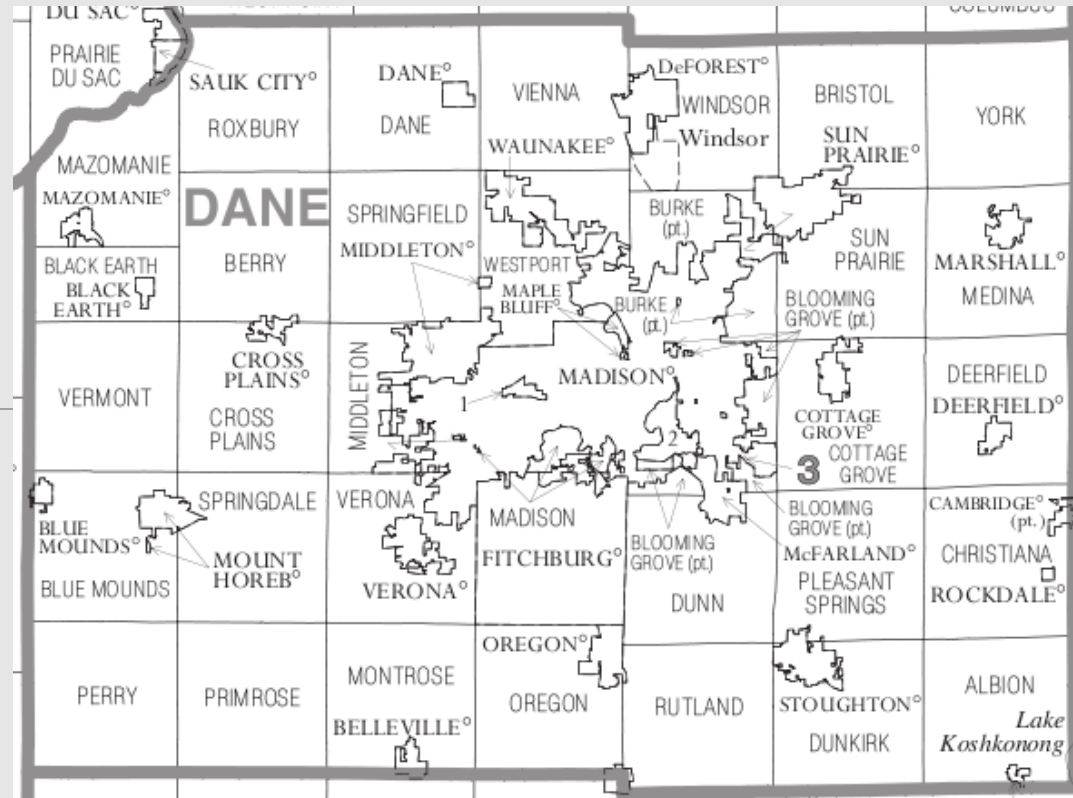 DU SAC°
COLUMBUS
PRAIRIE
DU SAC
SAUK CITY°
DANE°
DeFOREST°
VIENNA
WINDSOR
BRISTOL
YORK
ROXBURY
DANE
Windsor
SUN
PRAIRIE°
WAUNAKEE°
MAZOMANIE
MAZOMANIE°
DANE
SPRINGFIELD
MIDDLETON°
BURKE
(pt.)
SUN
PRAIRIE
BLACK EARTH
BLACK
EARTH°
BERRY
WESTPORT
MAPLE
BLUFF°
BURKE
(pt.)
BLOOMING
GROVE (pt.)
MARSHALL°
MEDINA
CROSS
PLAINS°
VERMONT
CROSS
PLAINS
MIDDLETON
1
MADISON°
2
COTTAGE
GROVE°
3
COTTAGE
GROVE
DEERFIELD
DEERFIELD°
BLUE
MOUNDS°
SPRINGDALE
MOUNT
HOREB°
BLUE MOUNDS
VERONA
VERONA°
MADISON
FITCHBURG°
BLOOMING
GROVE (pt.)
BLOOMING
GROVE (pt.)
McFARLAND°
DUNN
PLEASANT
SPRINGS
CAMBRIDGE°
(pt.)
CHRISTIANA
ROCKDALE°
PERRY
PRIMROSE
MONTROSE
BELLEVILLE°
OREGON°
OREGON
RUTLAND
STOUGHTON°
DUNKIRK
ALBION
Lake
Koshkonong